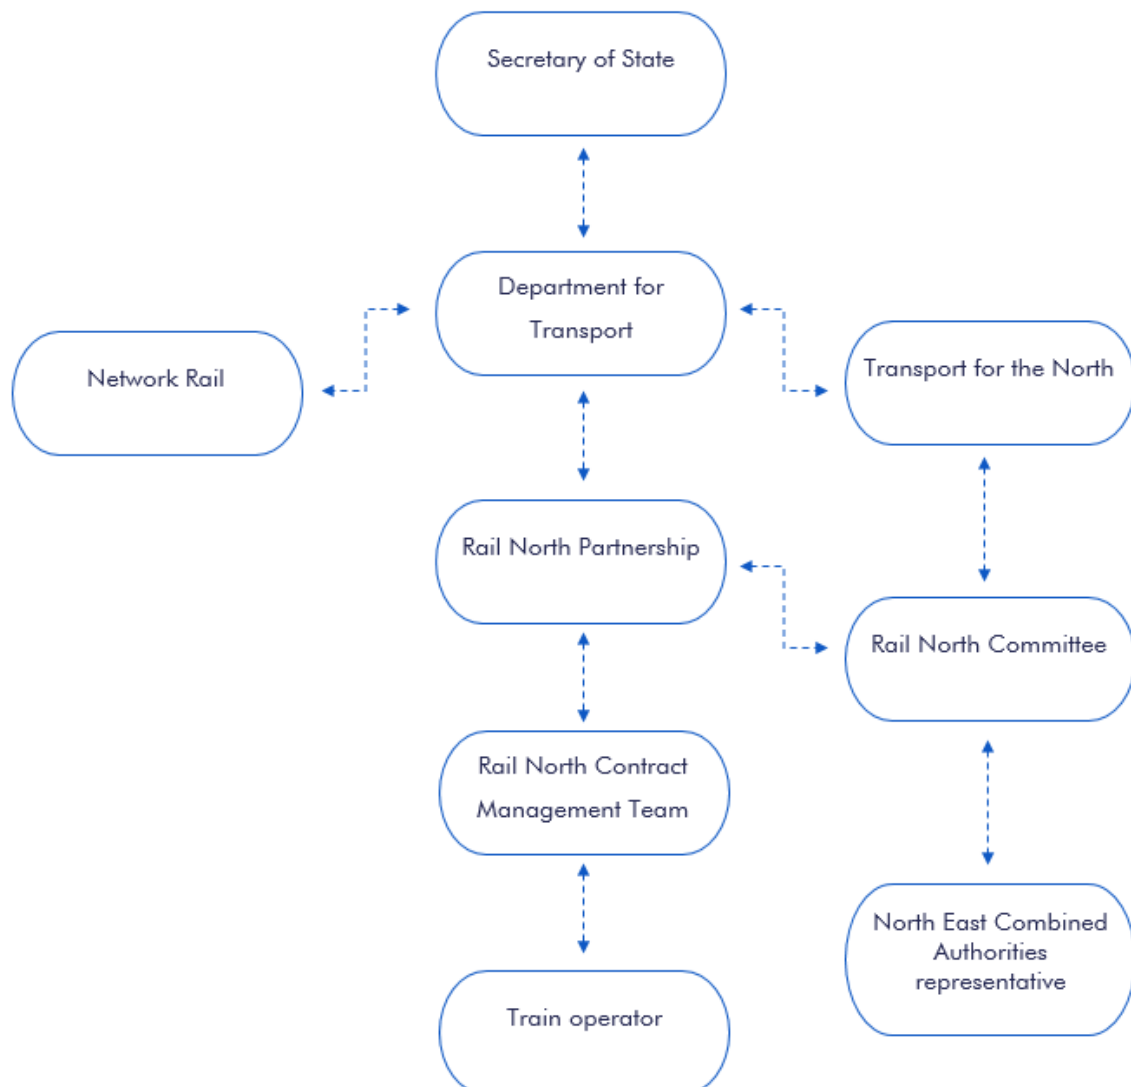 Secretary of State
Department for
Transport
Network Rail
Transport for the North
Rail North Partnership
Rail North Committee
Rail North Contract
Management Team
North East Combined
Authorities
representative
Train operator